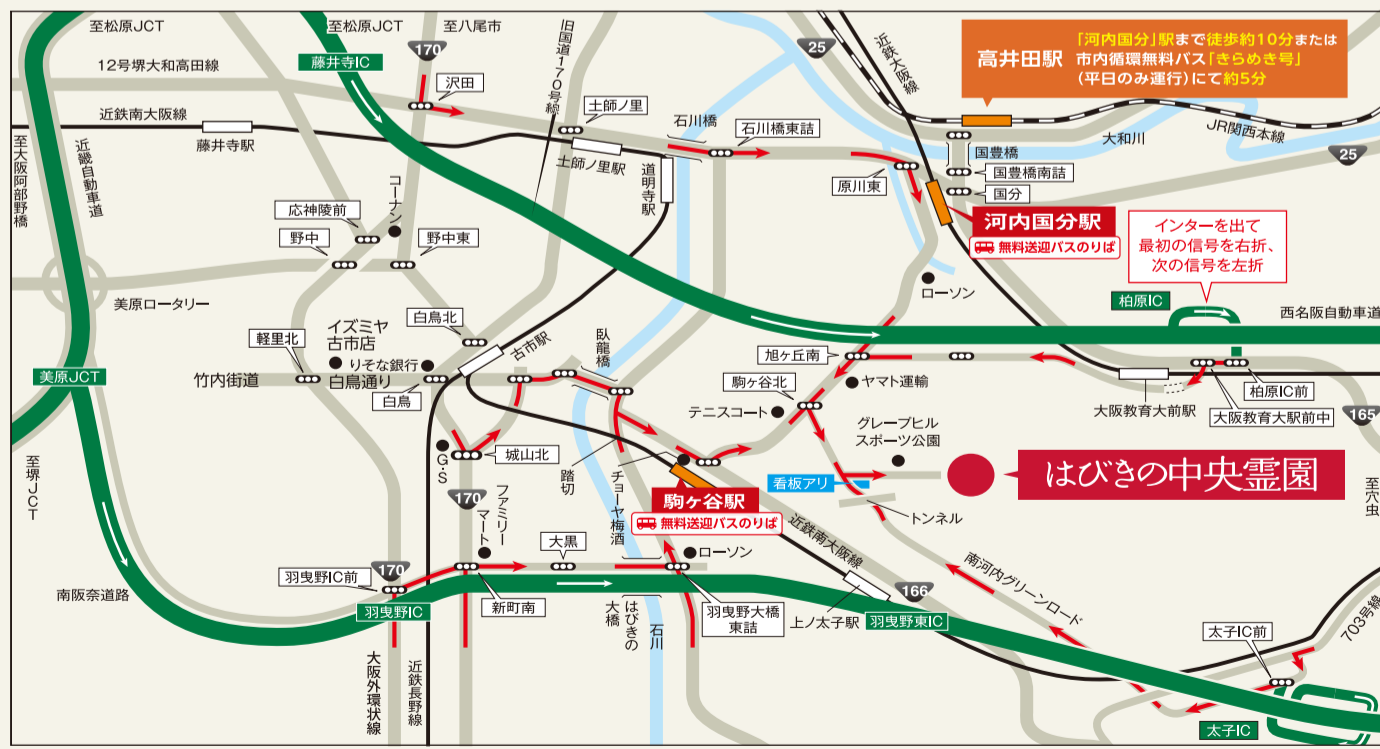 至松原JCT
至松原JCT
至八尾市
170
旧国道170号線
25
近鉄大阪線
高井田駅
「河内国分」駅まで徒歩約10分または
市内循環無料バス「きらめき号」
(平日のみ運行)にて約5分
藤井寺IC
12号堺大和高田線
沢田
土師ノ里
近鉄南大阪線
藤井寺駅
土師ノ里駅
道明寺駅
石川橋
石川橋東詰
原川東
国豊橋
国豊橋南詰
国分
大和川
JR関西本線
25
至大阪阿部野橋
近畿自動車道
コーナン
応神陵前
野中
野中東
河内国分駅
無料送迎バスのりば
インターを出て
最初の信号を右折、
次の信号を左折
ローソン
柏原IC
西名阪自動車道
美原ロータリー
白鳥北
軽里北
イズミヤ
古市店
りそな銀行
白鳥通り
古市駅
臥龍橋
旭ヶ丘南
美原JCT
竹内街道
白鳥
駒ヶ谷北
ヤマト運輸
テニスコート
グレープヒル
スポーツ公園
大阪教育大前駅
大阪教育大駅前中
柏原IC前
165
G・S
城山北
踏切
チョーヤ梅酒
看板アリ
はびきの中央霊園
至堺JCT
170
ファミリーマート
駒ヶ谷駅
無料送迎バスのりば
トンネル
至穴虫
近鉄南大阪線
大黒
ローソン
羽曳野IC前
170
南阪奈道路
羽曳野IC
新町南
はびきの大橋
石川
羽曳野大橋
東詰
上ノ太子駅
166
羽曳野東IC
南河内グリーンロード
太子IC前
703号線
大阪外環状線
近鉄長野線
太子IC